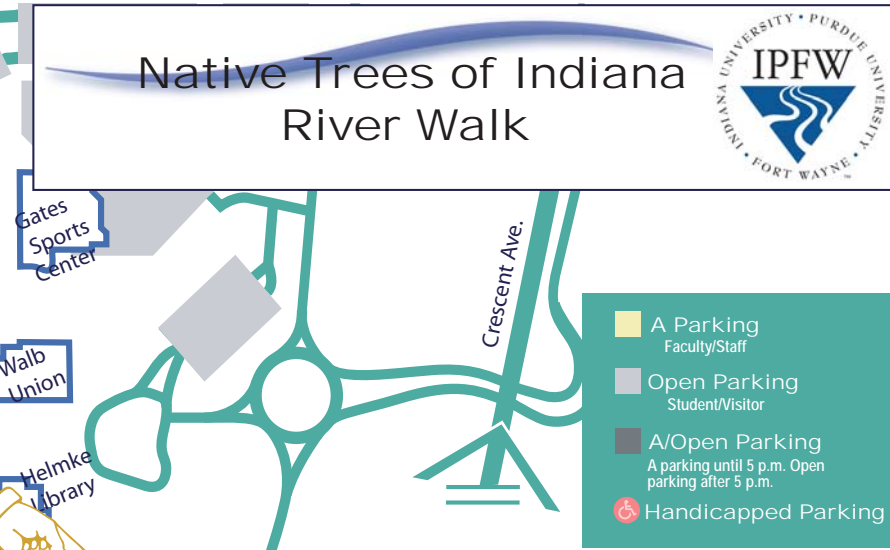 Native Trees of Indiana
River Walk
INDIANA UNIVERSITY • PURDUE UNIVERSITY • FORT WAYNE •
IPFW
TM
Gates
Sports
Center
Crescent Ave.
Walb
Union
Helmke
Library
A Parking
Faculty/Staff
Open Parking
Student/Visitor
A/Open Parking
A parking until 5 p.m. Open
parking after 5 p.m.
Handicapped Parking